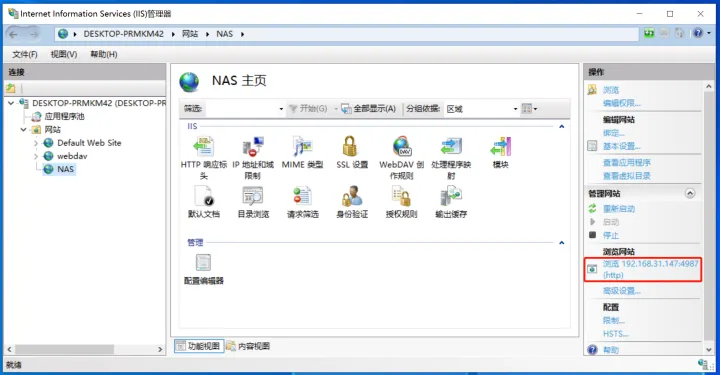 Internet Information Services (IIS)管理器
DESKTOP-PRMKM42 ▸ 网站 ▸ NAS ▸
文件(F) 视图(V) 帮助(H)
连接
DESKTOP-PRMKM42 (DESKTOP-PR
应用程序池
网站
Default Web Site
webdav
NAS
NAS 主页
筛选: 开始(G) 全部显示(A) 分组依据: 区域
IIS
HTTP 响应标头
IP 地址和域限制
MIME 类型
SSL 设置
WebDAV 创作规则
处理程序映射
模块
默认文档
目录浏览
请求筛选
身份验证
授权规则
输出缓存
管理
配置编辑器
功能视图 内容视图
操作
浏览
编辑权限...
编辑网站
绑定...
基本设置...
查看应用程序
查看虚拟目录
管理网站
重新启动
启动
停止
浏览网站
浏览 192.168.31.147:4987
(http)
高级设置...
配置
限制...
HSTS...
帮助
就绪